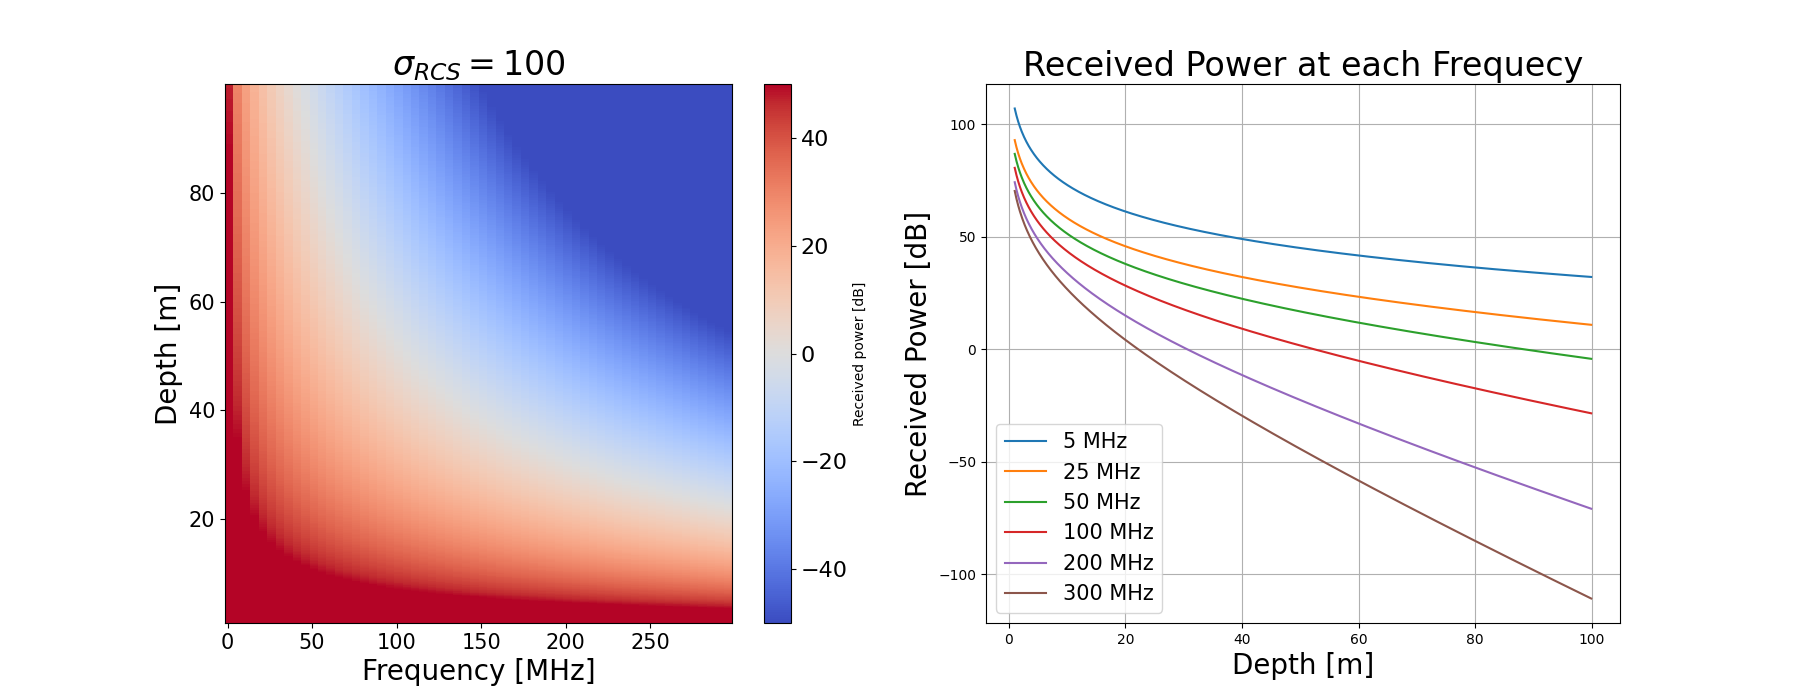 σRCS = 100
Depth [m]
80
60
40
20
0
50
100
150
200
250
Frequency [MHz]
40
20
0
−20
−40
Received power [dB]
Received Power at each Frequecy
Received Power [dB]
100
50
0
−50
−100
5 MHz
25 MHz
50 MHz
100 MHz
200 MHz
300 MHz
0
20
40
60
80
100
Depth [m]